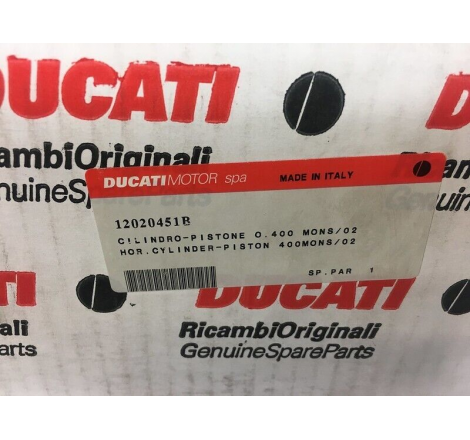 DUCATI
DUCATI
RicambiOriginali
GenuineSpareParts
DUCATIMOTOR spa MADE IN ITALY
12020451B
CILINDRO-PISTONE O.400 MONS/02
HOR.CYLINDER-PISTON 400MONS/02
SP.PAR 1
DUCATI
RicambiOriginali
GenuineSpareParts